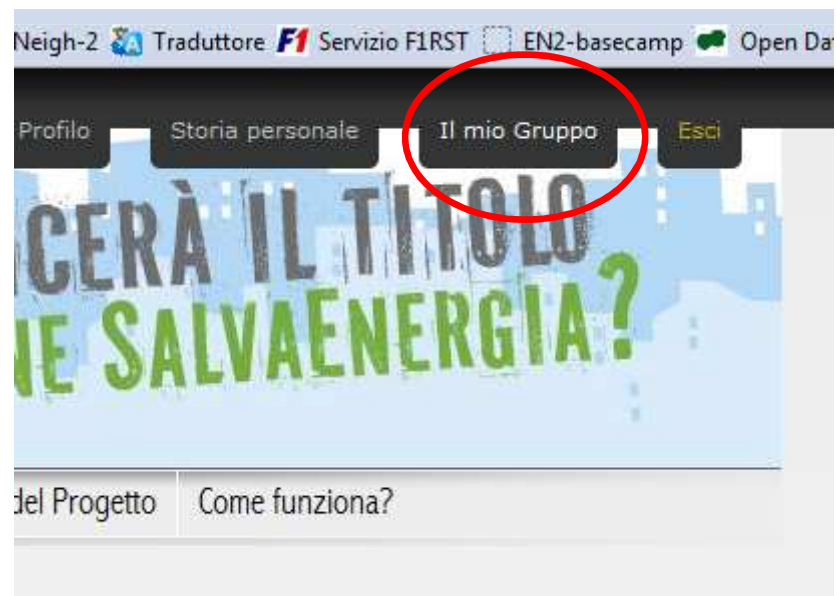 Neigh-2 Traduttore F1 Servizio F1RST EN2-basecamp Open Da
Profilo Storia personale Il mio Gruppo Esci
CERÀ IL TITOLO
NE SALVAENERGIA?
del Progetto Come funziona?